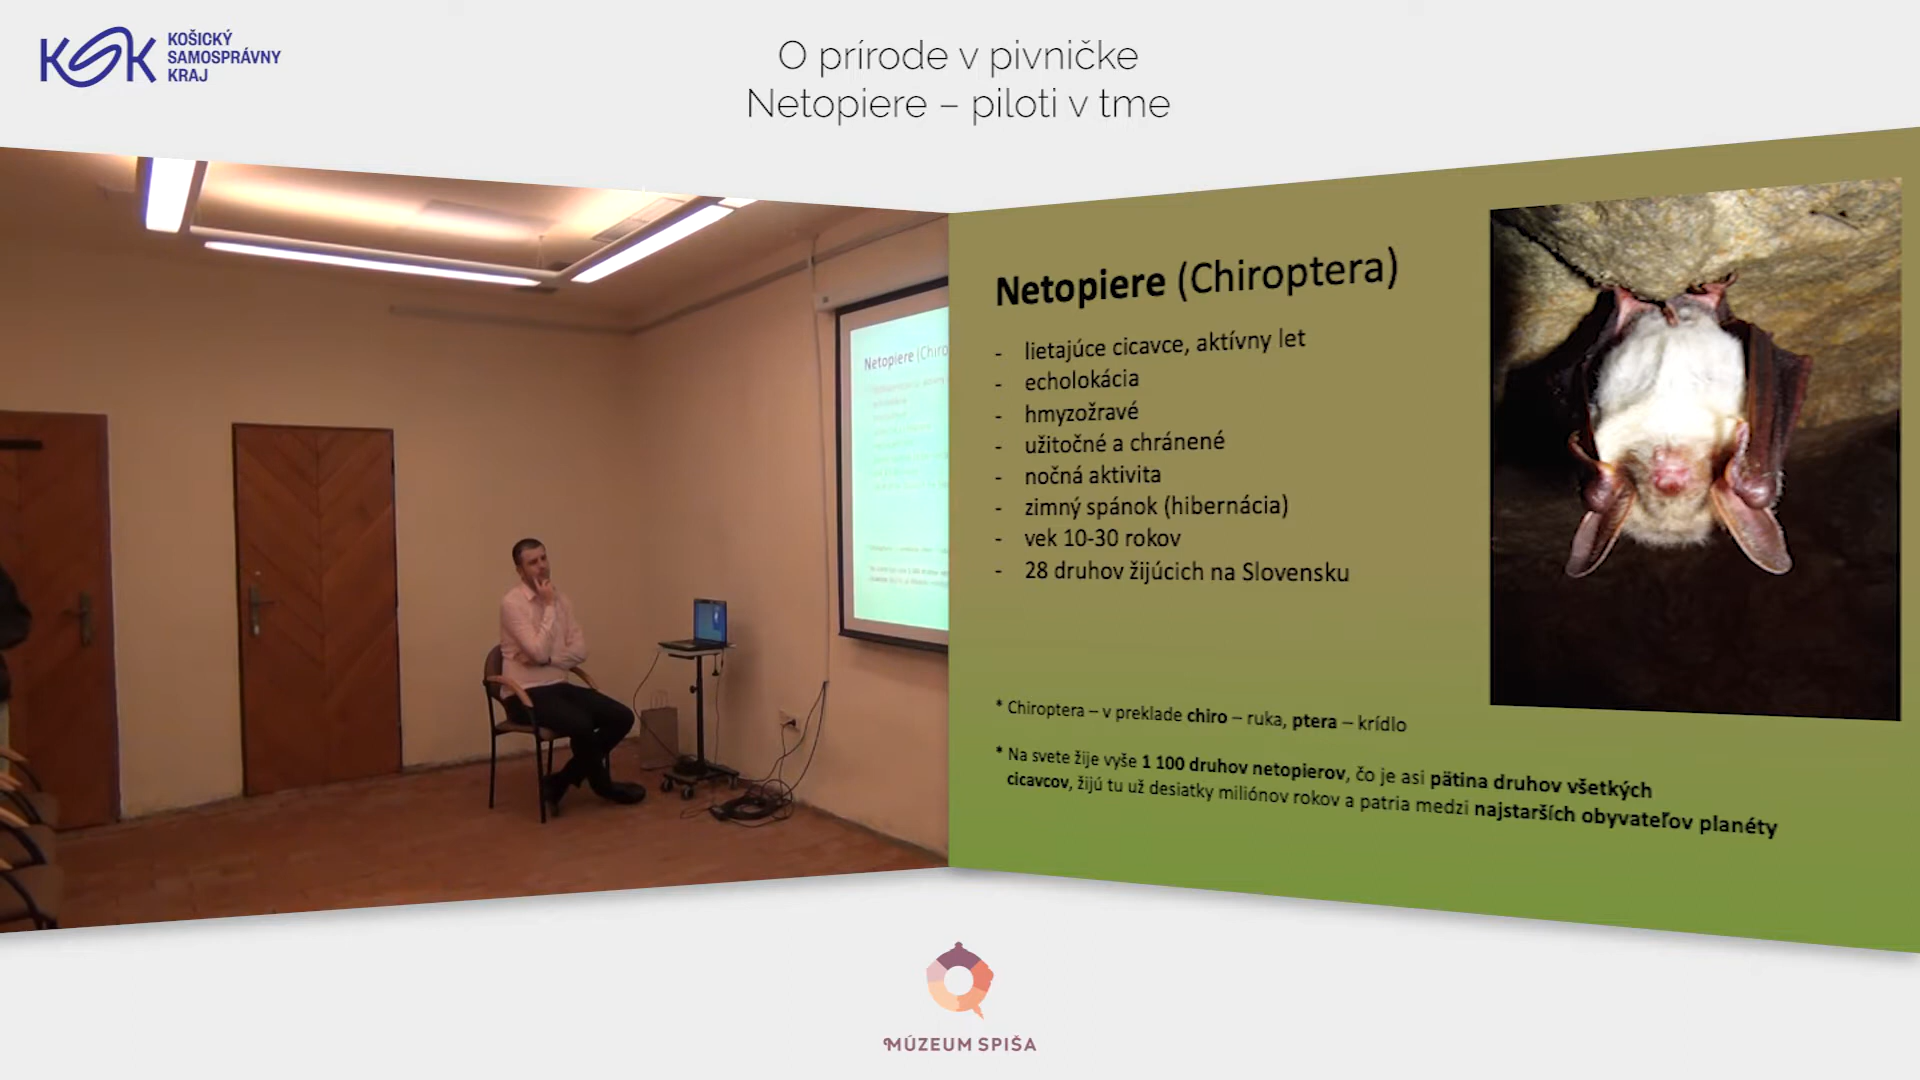 KSK KOŠICKÝ
SAMOSPRÁVNY
KRAJ
O prírode v pivničke
Netopiere – piloti v tme
Netopiere (Chiro
Netopiere (Chiroptera)
- lietajúce cicavce, aktívny let
- echolokácia
- hmyzožravé
- užitočné a chránené
- nočná aktivita
- zimný spánok (hibernácia)
- vek 10-30 rokov
- 28 druhov žijúcich na Slovensku
* Chiroptera – v preklade chiro – ruka, ptera – krídlo
* Na svete žije vyše 1 100 druhov netopierov, čo je asi pätina druhov všetkých
cicavcov, žijú tu už desiatky miliónov rokov a patria medzi najstarších obyvateľov planéty
MÚZEUM SPIŠA